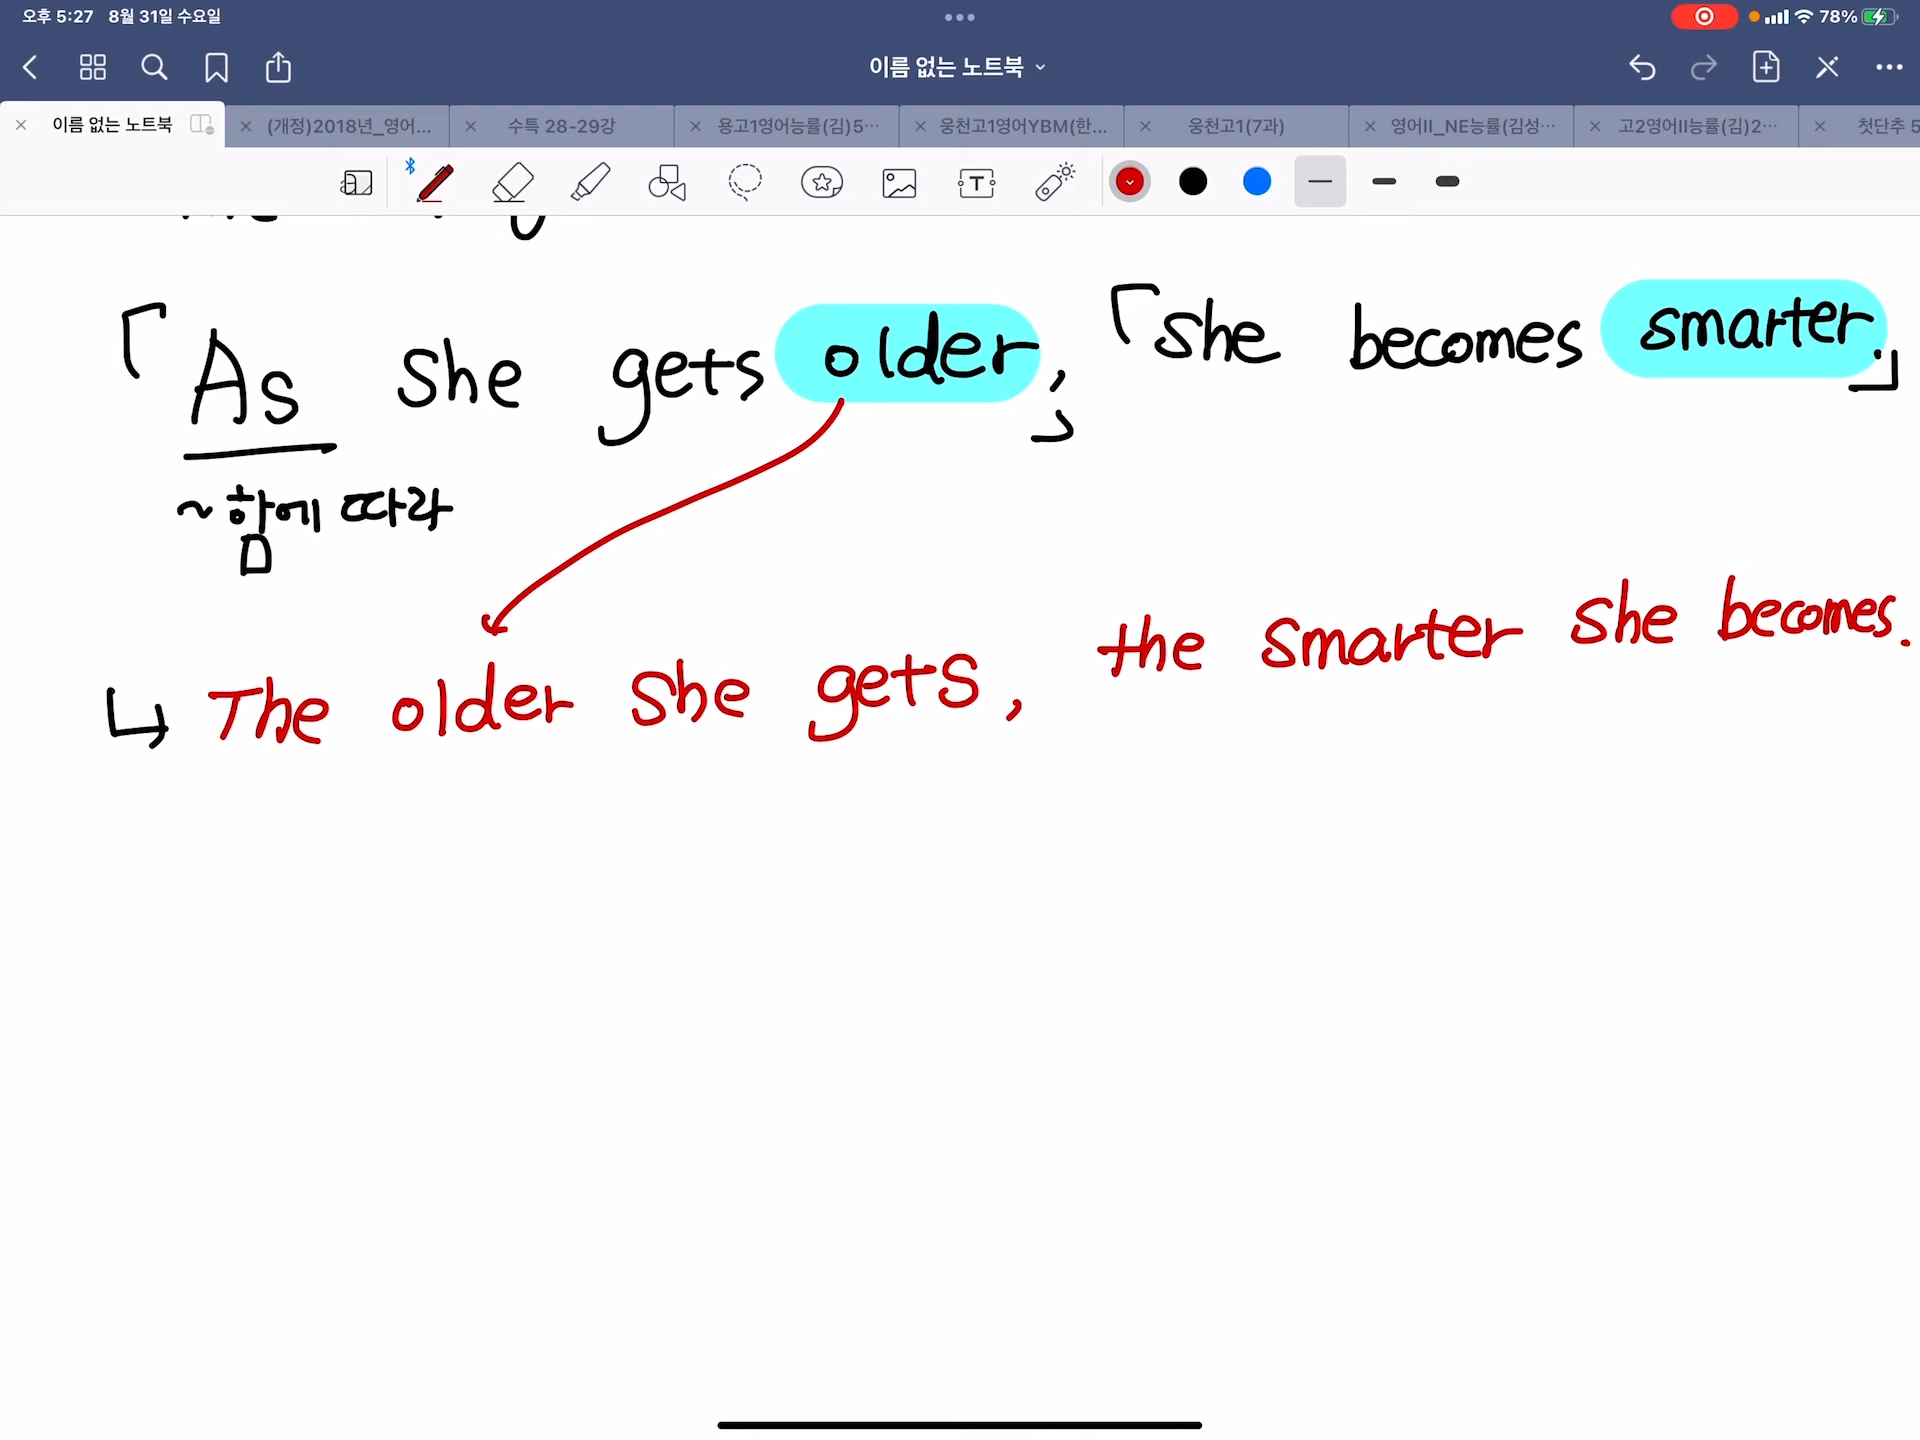 오후 5:27 8월 31일 수요일 78%
이름 없는 노트북
이름 없는 노트북 (개정)2018년_영어... 수특 28-29강 용고1영어능률(김)5... 웅천고1영어YBM(한... 웅천고1(7과) 영어II_NE능률(김성... 고2영어II능률(김)2... 첫단추 5
「As she gets older,」 「she becomes smarter.」
~함에 따라
ㅁ
↳ The older she gets, the smarter she becomes.